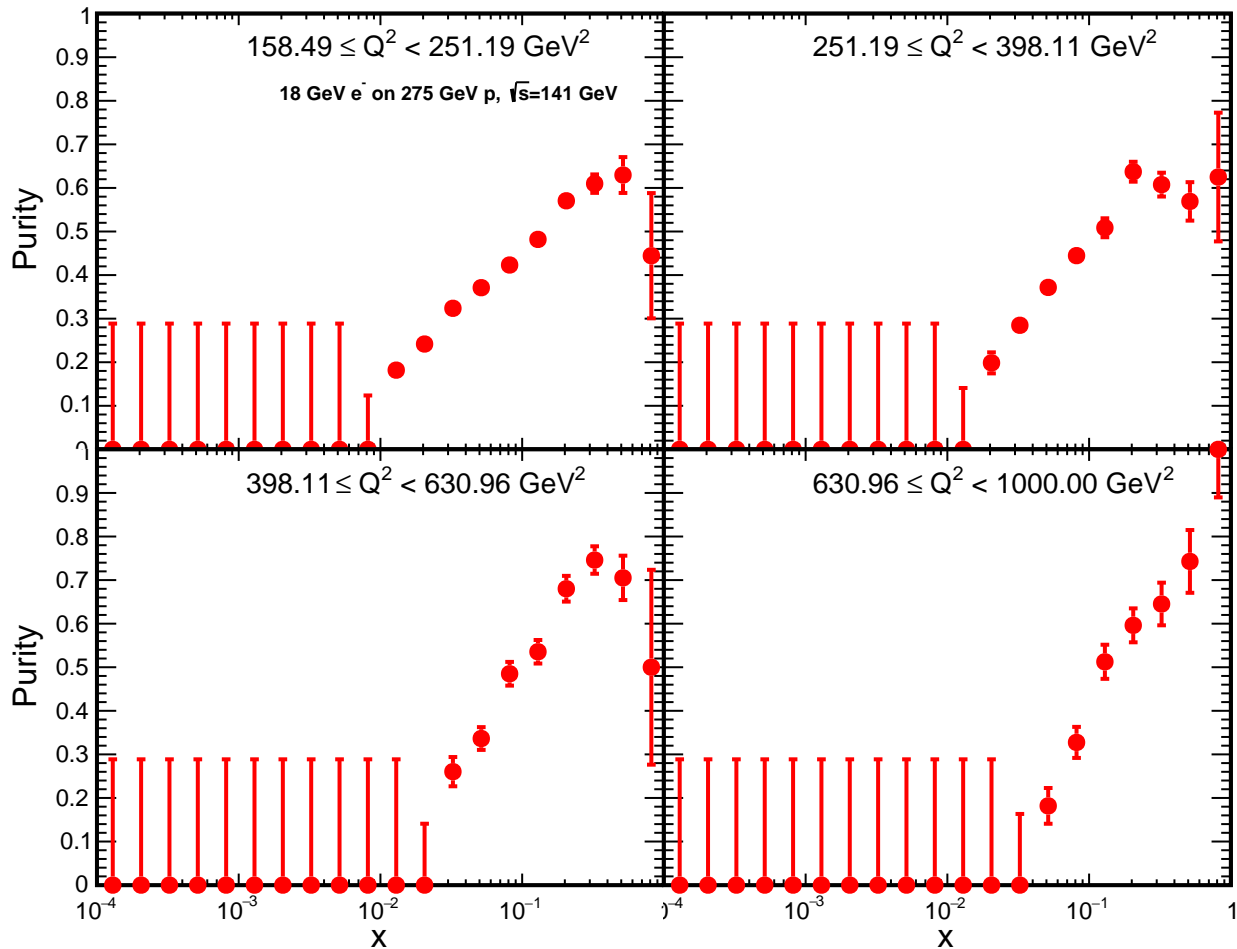 158.49 ≤ Q² < 251.19 GeV²
18 GeV e⁻ on 275 GeV p, √s=141 GeV
251.19 ≤ Q² < 398.11 GeV²
1
0.9
0.8
0.7
0.6
0.5
0.4
0.3
0.2
0.1
0
Purity
398.11 ≤ Q² < 630.96 GeV²
630.96 ≤ Q² < 1000.00 GeV²
0.9
0.8
0.7
0.6
0.5
0.4
0.3
0.2
0.1
0
Purity
10⁻⁴ 10⁻³ 10⁻² 10⁻¹
10⁻³ 10⁻² 10⁻¹ 1
x x